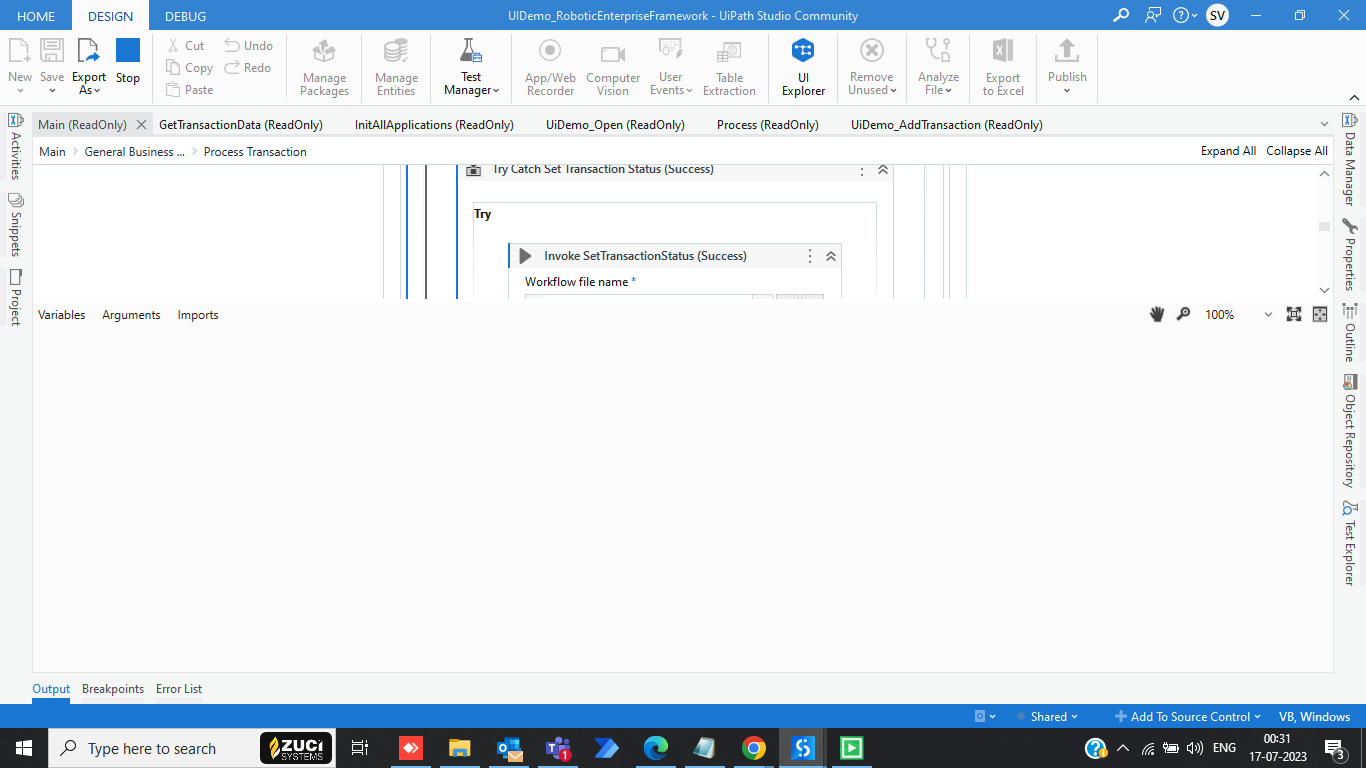 HOME DESIGN DEBUG UIDemo_RoboticEnterpriseFramework - UiPath Studio Community SV
New Save Export As Stop
Cut Undo
Copy Redo
Paste
Manage Packages
Manage Entities
Test Manager
App/Web Recorder
Computer Vision
User Events
Table Extraction
UI Explorer
Remove Unused
Analyze File
Export to Excel
Publish
Main (ReadOnly) GetTransactionData (ReadOnly) InitAllApplications (ReadOnly) UiDemo_Open (ReadOnly) Process (ReadOnly) UiDemo_AddTransaction (ReadOnly)
Main General Business ... Process Transaction Expand All Collapse All
Activities
Snippets
Project
Try Catch Set Transaction Status (Success)
Try
Invoke SetTransactionStatus (Success)
Workflow file name *
Variables Arguments Imports 100%
Data Manager
Properties
Outline
Object Repository
Test Explorer
Output Breakpoints Error List
Shared Add To Source Control VB, Windows
Type here to search ZUCI SYSTEMS 1 ENG 00:31
17-07-2023 3